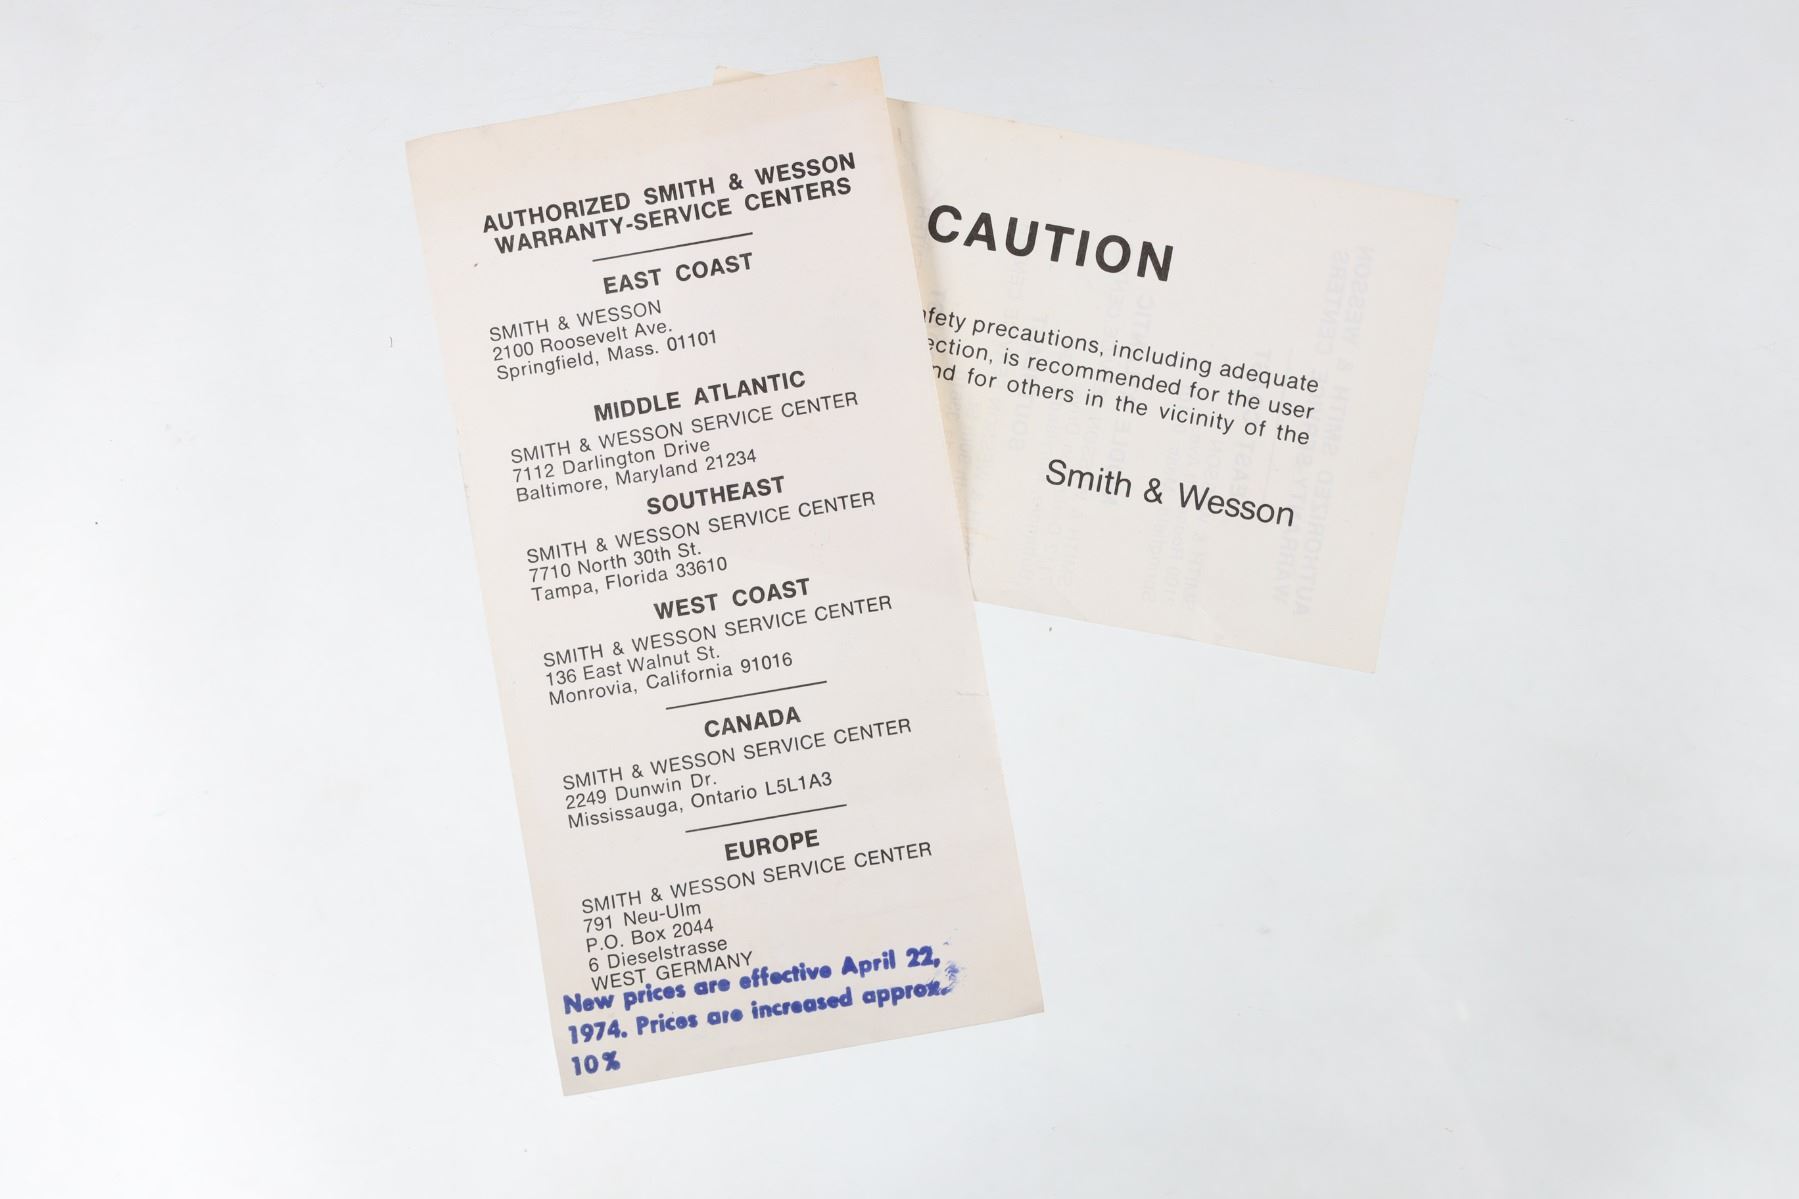 AUTHORIZED SMITH & WESSON
WARRANTY-SERVICE CENTERS
EAST COAST
SMITH & WESSON
2100 Roosevelt Ave.
Springfield, Mass. 01101
MIDDLE ATLANTIC
SMITH & WESSON SERVICE CENTER
7112 Darlington Drive
Baltimore, Maryland 21234
SOUTHEAST
SMITH & WESSON SERVICE CENTER
7710 North 30th St.
Tampa, Florida 33610
WEST COAST
SMITH & WESSON SERVICE CENTER
136 East Walnut St.
Monrovia, California 91016
CANADA
SMITH & WESSON SERVICE CENTER
2249 Dunwin Dr.
Mississauga, Ontario L5L1A3
EUROPE
SMITH & WESSON SERVICE CENTER
791 Neu-Ulm
P.O. Box 2044
6 Dieselstrasse
WEST GERMANY
New prices are effective April 22,
1974. Prices are increased approx.
10%
CAUTION
fety precautions, including adequate
ection, is recommended for the user
nd for others in the vicinity of the
Smith & Wesson